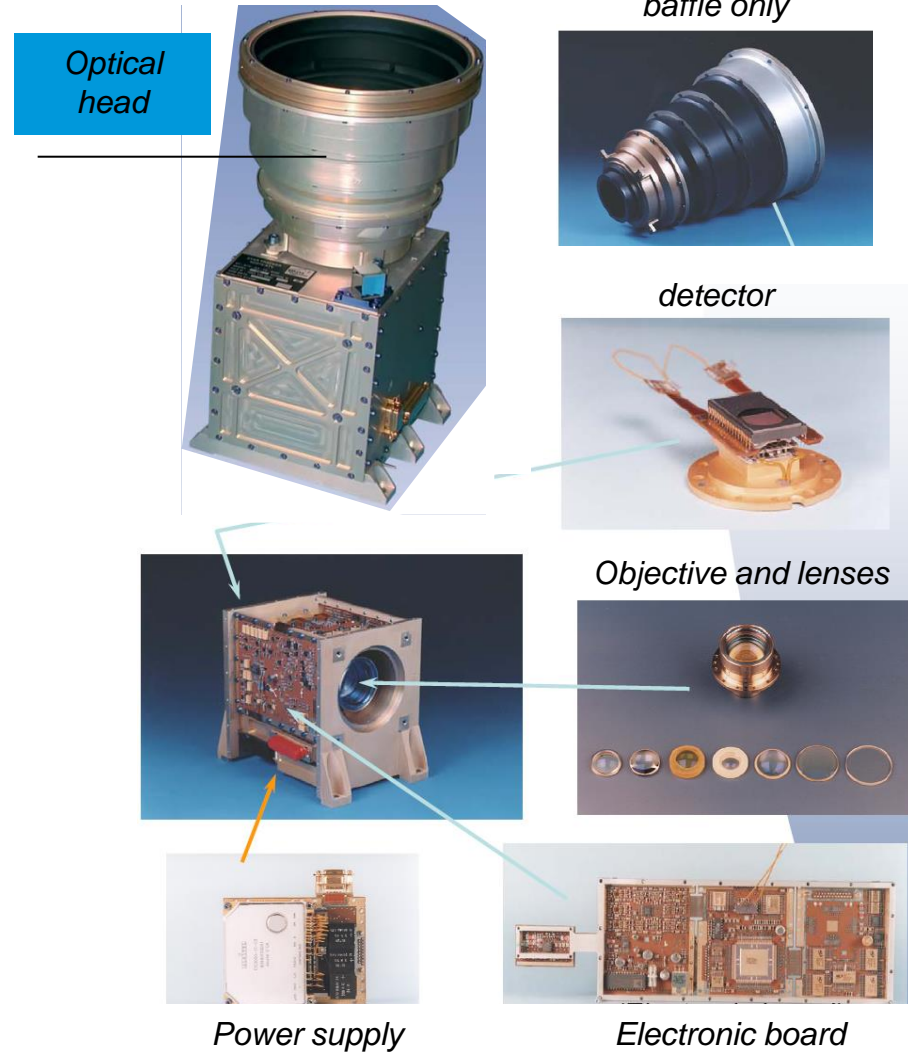 baffle only
Optical
head
detector
Objective and lenses
Power supply
Electronic board